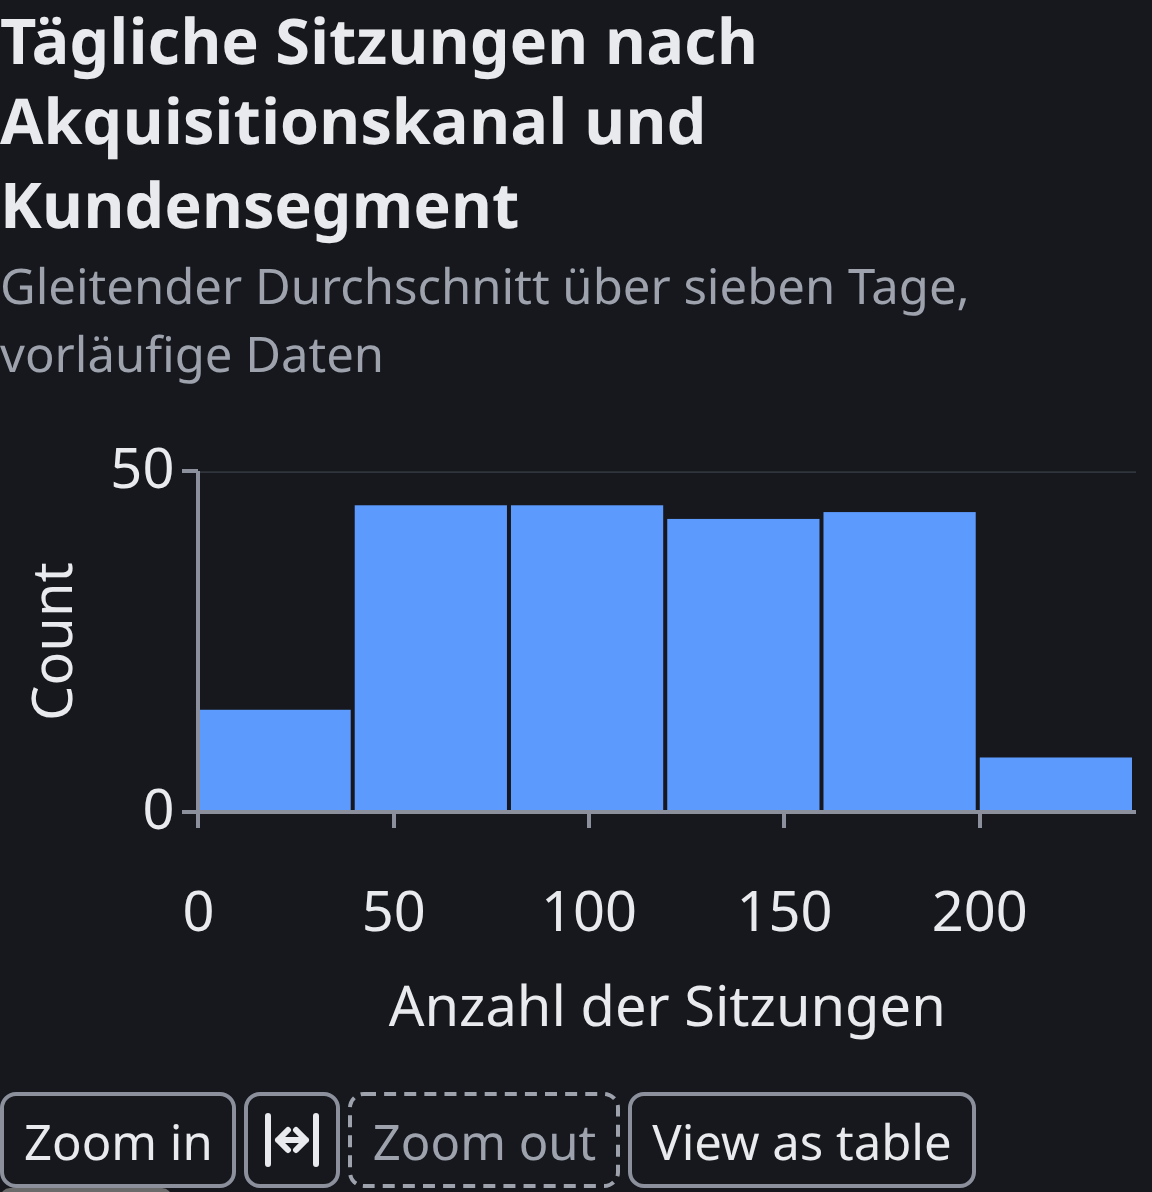 Tägliche Sitzungen nach
Akquisitionskanal und
Kundensegment
Gleitender Durchschnitt über sieben Tage,
vorläufige Daten
50
Count
0
0 50 100 150 200
Anzahl der Sitzungen
Zoom in Zoom out View as table